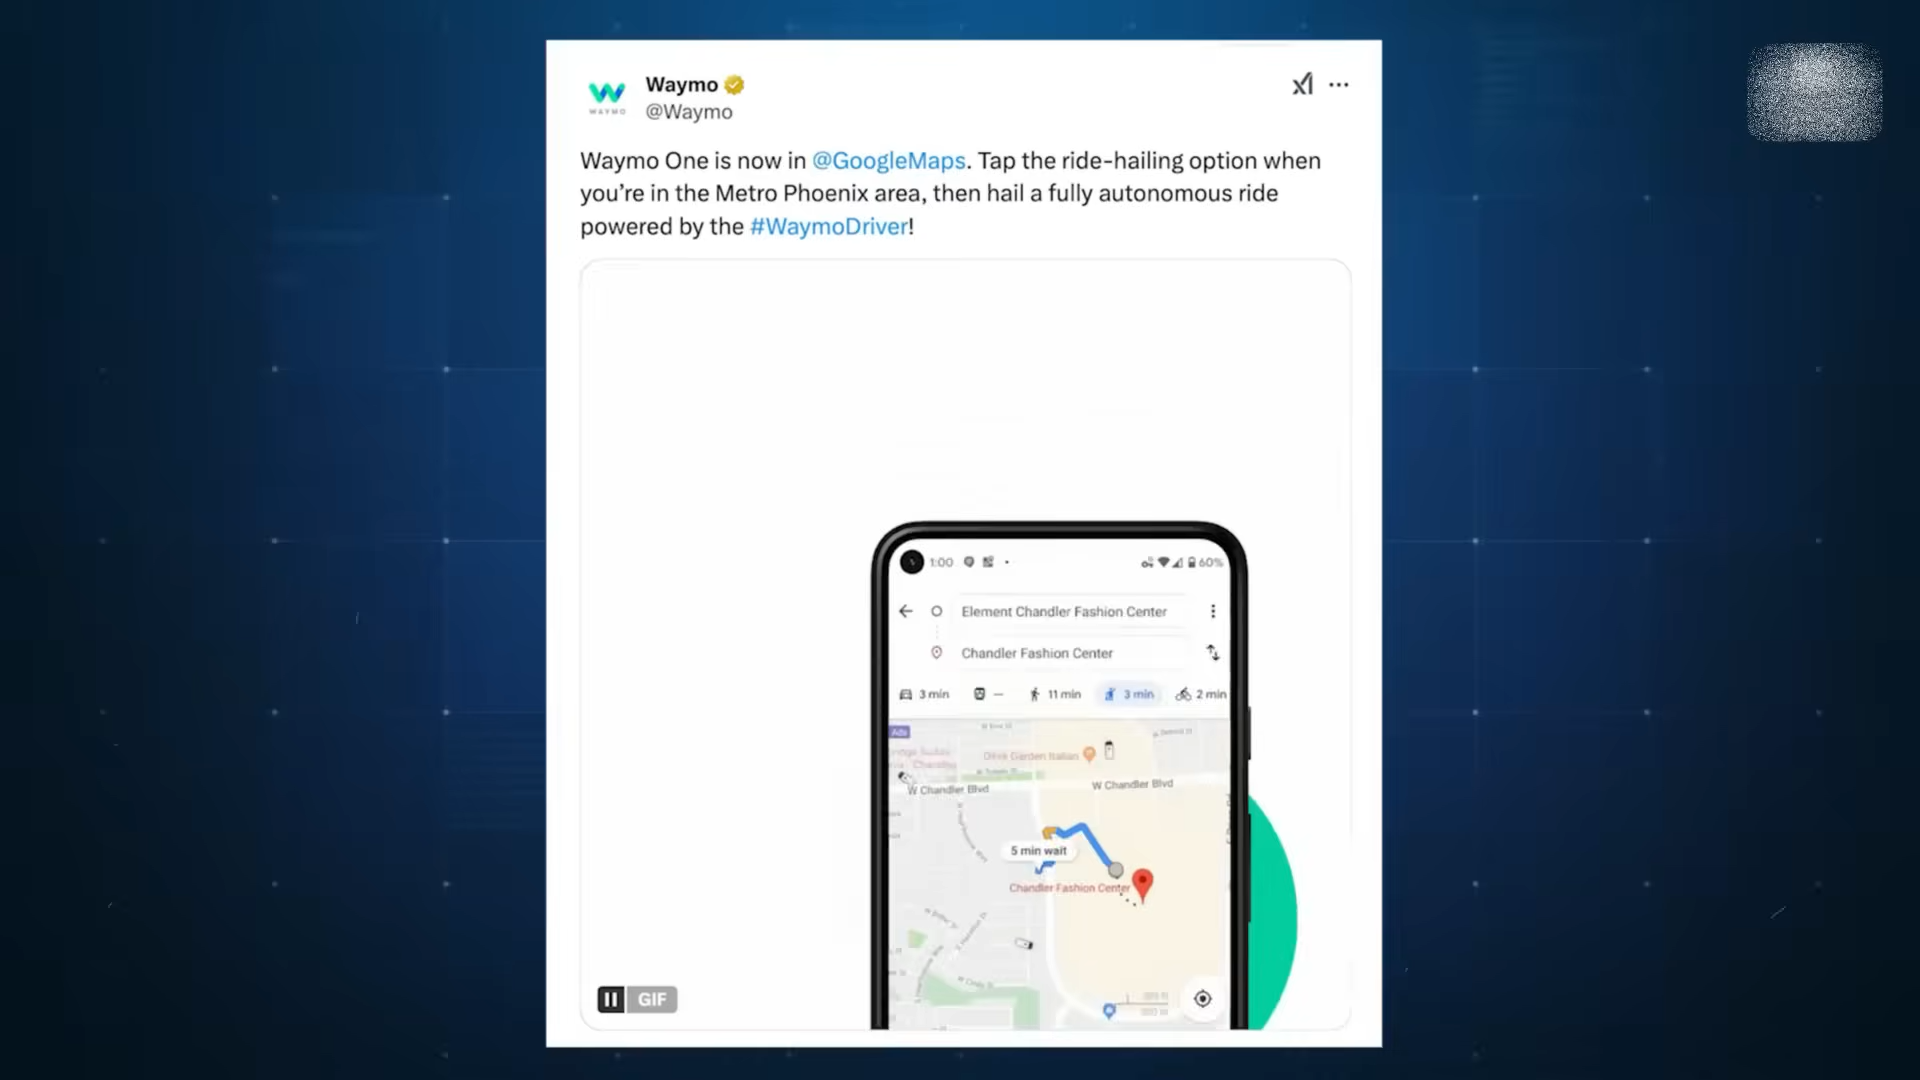 Waymo
WAYMO
@Waymo
Waymo One is now in @GoogleMaps. Tap the ride-hailing option when
you’re in the Metro Phoenix area, then hail a fully autonomous ride
powered by the #WaymoDriver!
1:00
60%
Element Chandler Fashion Center
Chandler Fashion Center
3 min — 11 min 3 min 2 min
Ads
Olive Garden Italian
W Chandler Blvd
W Chandler Blvd
5 min wait
Chandler Fashion Center
GIF